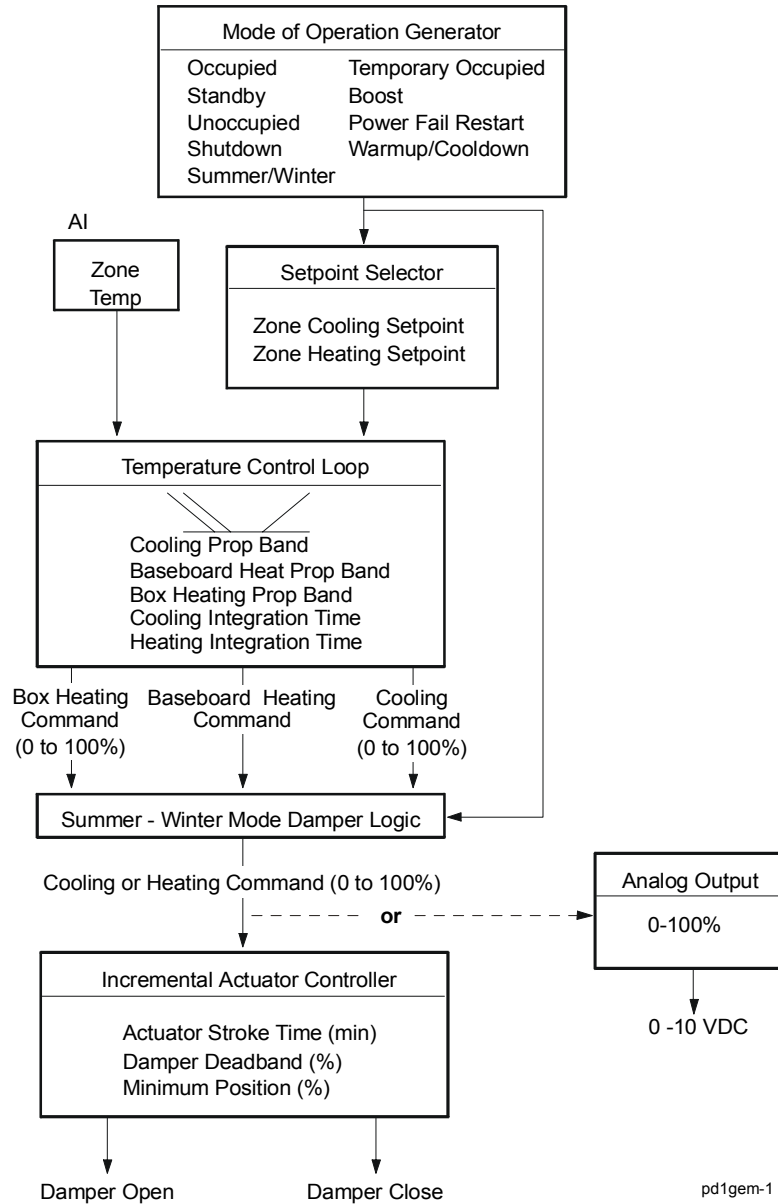 Mode of Operation Generator
Occupied Temporary Occupied
Standby Boost
Unoccupied Power Fail Restart
Shutdown Warmup/Cooldown
Summer/Winter
AI
Zone
Temp
Setpoint Selector
Zone Cooling Setpoint
Zone Heating Setpoint
Temperature Control Loop
Cooling Prop Band
Baseboard Heat Prop Band
Box Heating Prop Band
Cooling Integration Time
Heating Integration Time
Box Heating
Command
(0 to 100%)
Baseboard Heating
Command
Cooling
Command
(0 to 100%)
Summer - Winter Mode Damper Logic
Cooling or Heating Command (0 to 100%)
or
Analog Output
0-100%
0 -10 VDC
Incremental Actuator Controller
Actuator Stroke Time (min)
Damper Deadband (%)
Minimum Position (%)
Damper Open
Damper Close
pd1gem-1